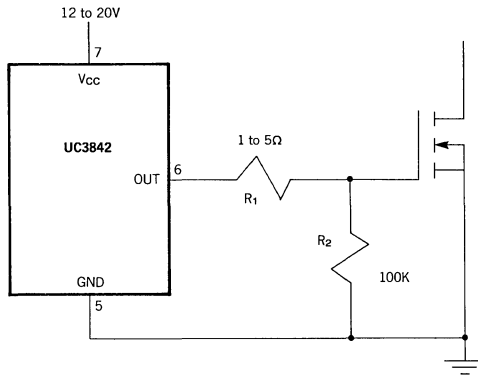 12 to 20V
7
VCC
UC3842
1 to 5Ω
6
OUT
R1
R2
100K
GND
5